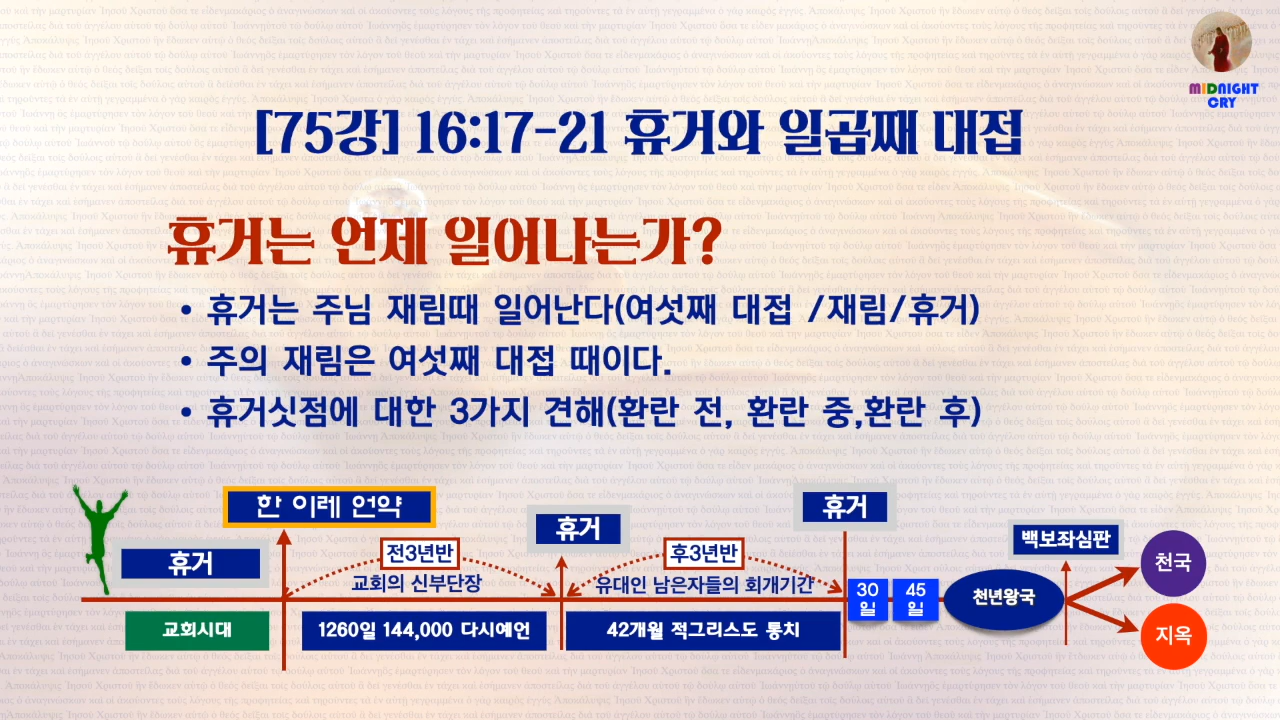 MIDNIGHT
CRY
[75강] 16:17-21 휴거와 일곱째 대접
휴거는 언제 일어나는가?
• 휴거는 주님 재림때 일어난다(여섯째 대접 /재림/휴거)
• 주의 재림은 여섯째 대접 때이다.
• 휴거싯점에 대한 3가지 견해(환란 전, 환란 중,환란 후)
한 이레 언약
휴거
휴거
휴거
전3년반
후3년반
교회의 신부단장
유대인 남은자들의 회개기간
백보좌심판
천국
30
일
45
일
천년왕국
교회시대
1260일 144,000 다시예언
42개월 적그리스도 통치
지옥